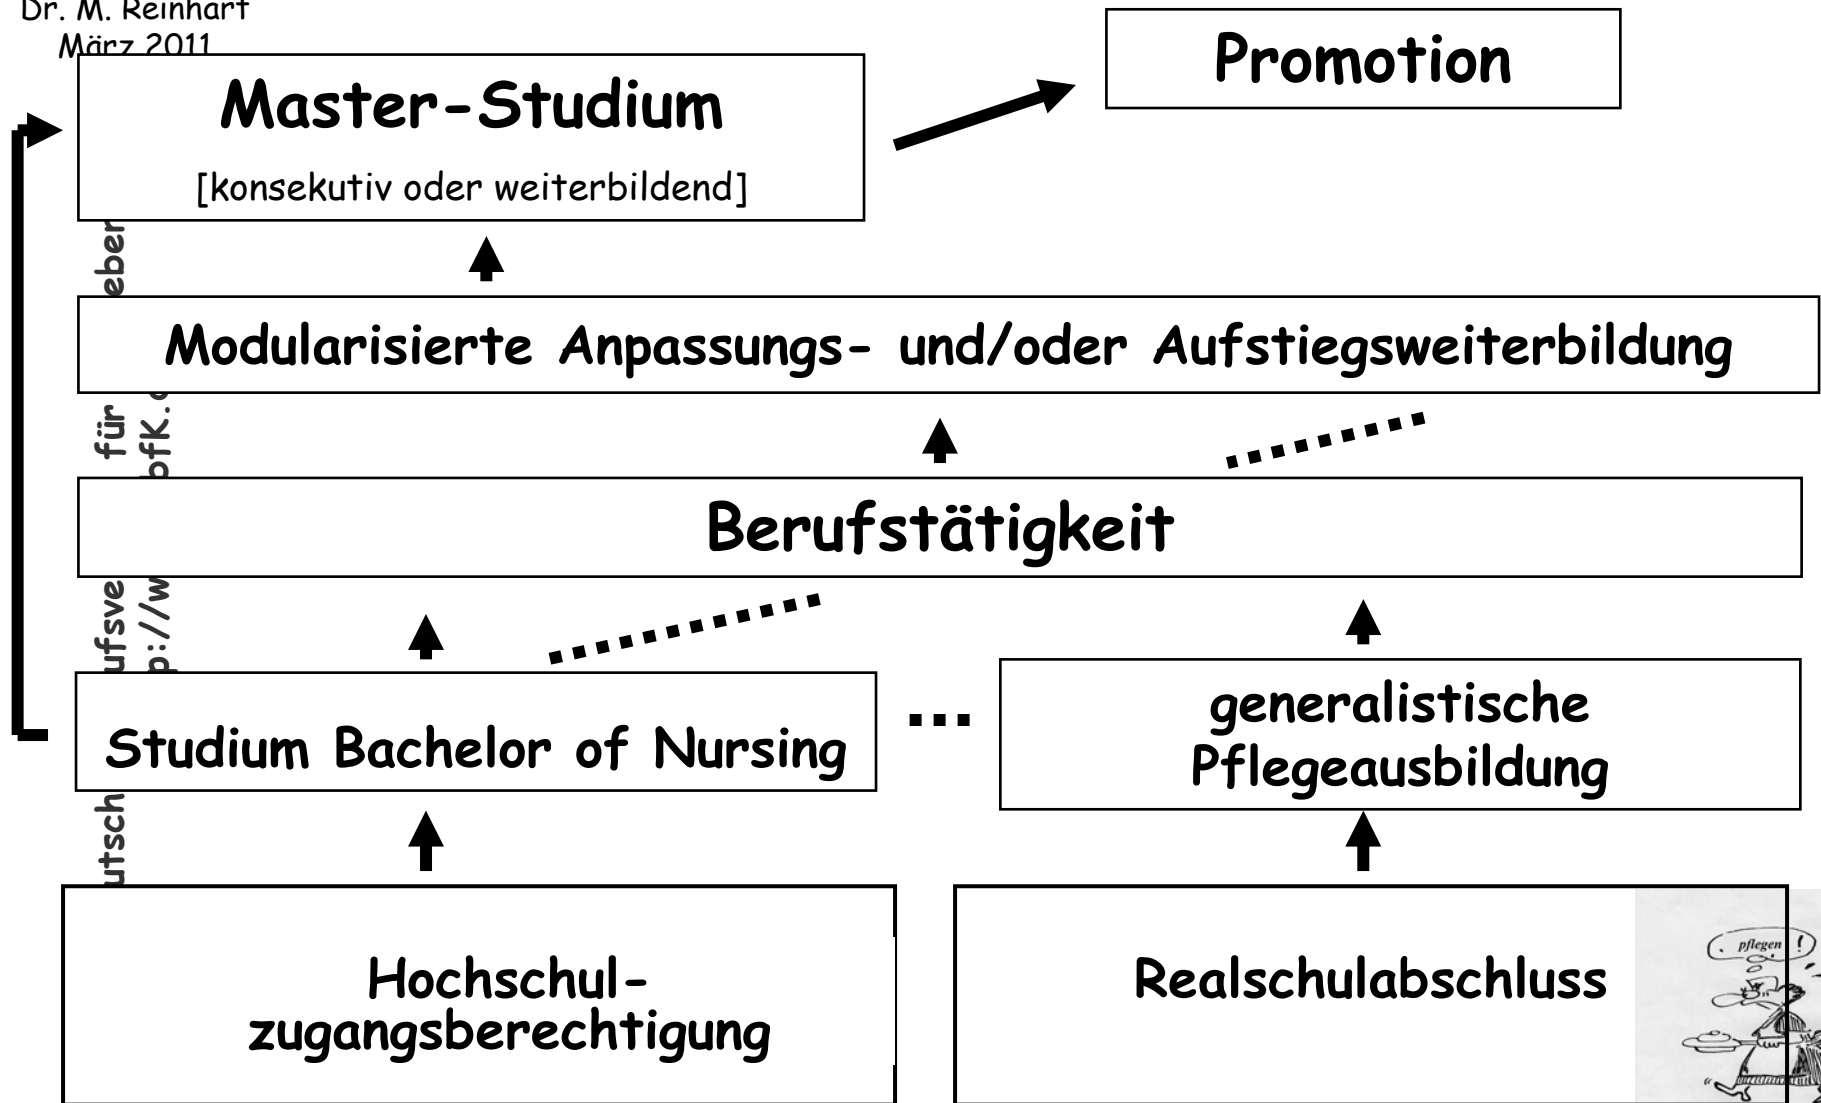 Dr. M. Reinhart
März 2011
Promotion
Master-Studium
[konsekutiv oder weiterbildend]
Modularisierte Anpassungs- und/oder Aufstiegsweiterbildung
für
Berufstätigkeit
Studium Bachelor of Nursing
...
generalistische
Pflegeausbildung
Hochschul-
zugangsberechtigung
Realschulabschluss
pflegen !